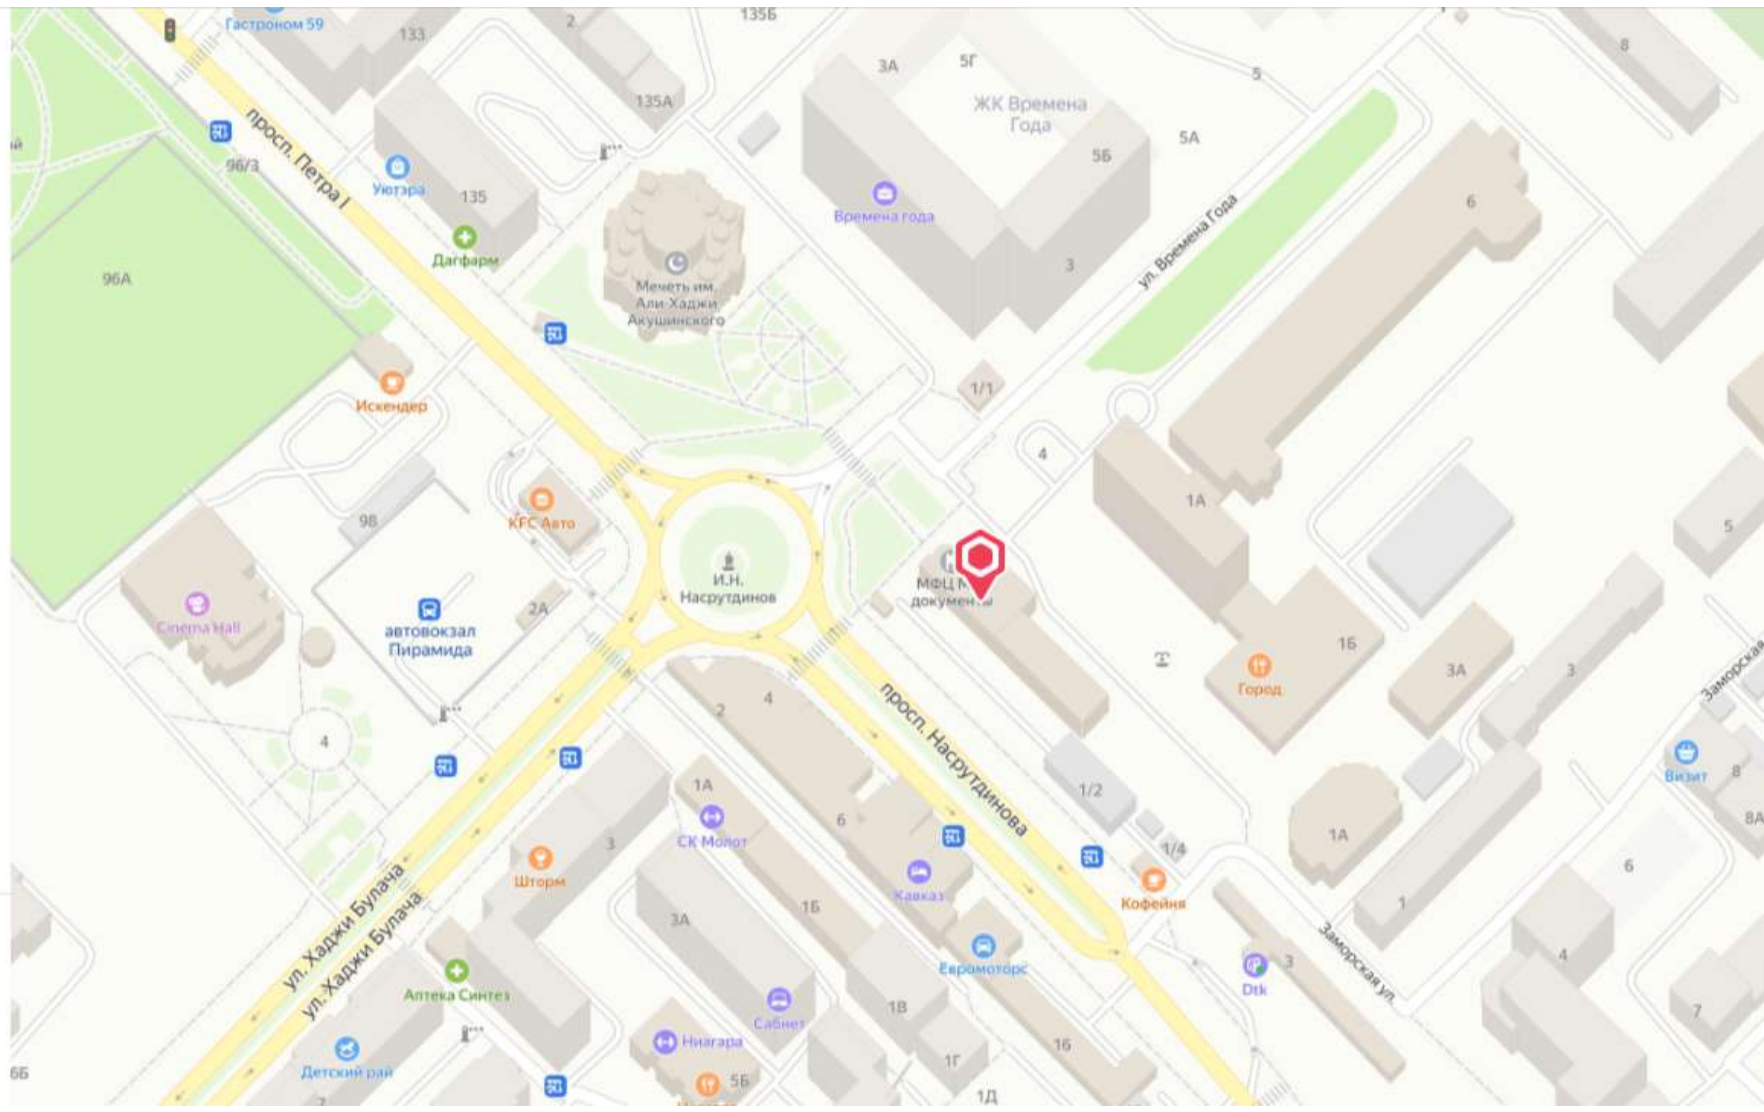 Гастроном 59
133
2
135Б
135А
3А
5Г
ЖК Времена
Года
5
8
5А
5Б
просп. Петра I
96/3
Уютэра
135
Дагфарм
Времена года
3
ул. Времена Года
6
96А
Мечеть им.
Али-Хаджи
Акушинского
Искендер
1/1
4
1А
5
98
KFC Авто
И.Н.
Насрутдинов
МФЦ М
документы
Cinema Hall
автовокзал
Пирамида
2А
1Б
Город
3А
3
Заморская
4
2
4
просп. Насрутдинова
Визит
8
8А
1А
СК Молот
6
1/2
1/4
1А
6
Шторм
3
Кавказ
Кофейня
1
ул. Хаджи Булача
ул. Хаджи Булача
3А
1Б
Евромоторс
Dtk
3
Заморская ул.
4
Аптека Синтез
Сабнет
1В
7
Детский рай
Ниагара
5Б
1Г
16
6Б
7
1Д